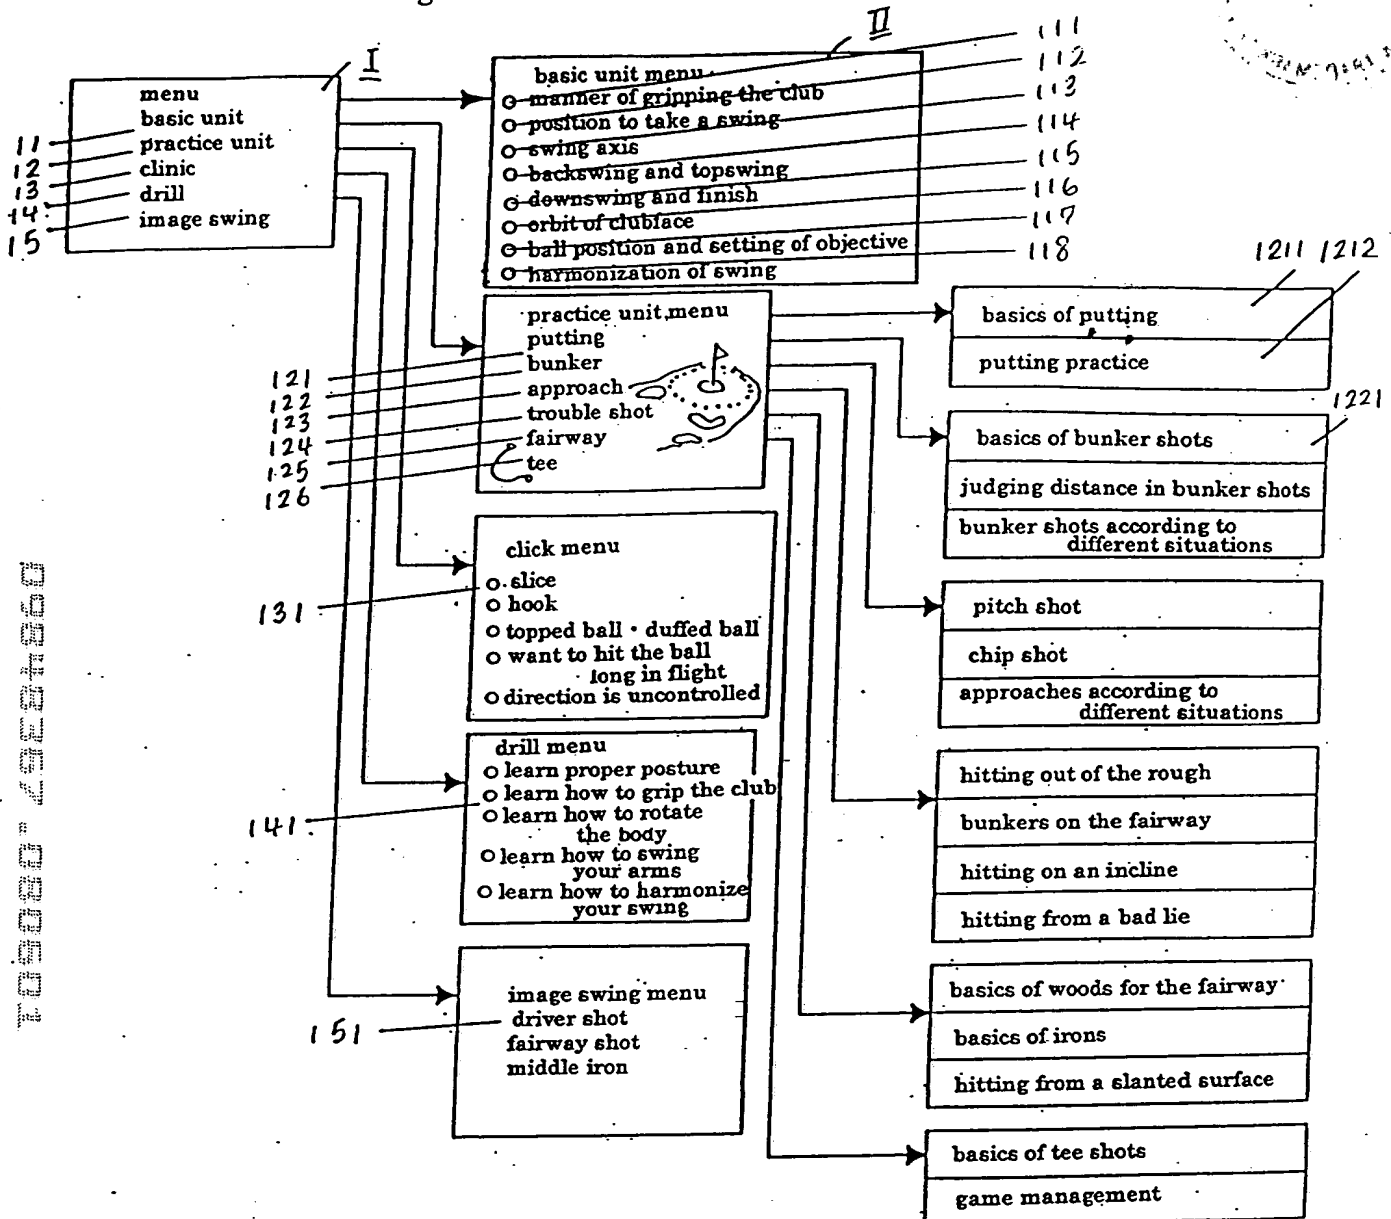 I
menu
basic unit
practice unit
clinic
drill
image swing
11
12
13
14
15
II
basic unit menu
manner of gripping the club
position to take a swing
swing axis
backswing and topswing
downswing and finish
orbit of clubface
ball position and setting of objective
harmonization of swing
111
112
113
114
115
116
117
118
practice unit menu
putting
bunker
approach
trouble shot
fairway
tee
121
122
123
124
125
126
click menu
slice
hook
topped ball · duffed ball
want to hit the ball
long in flight
direction is uncontrolled
131
drill menu
learn proper posture
learn how to grip the club
learn how to rotate
the body
learn how to swing
your arms
learn how to harmonize
your swing
141
image swing menu
driver shot
fairway shot
middle iron
151
1211 1212
basics of putting
putting practice
1221
basics of bunker shots
judging distance in bunker shots
bunker shots according to
different situations
pitch shot
chip shot
approaches according to
different situations
hitting out of the rough
bunkers on the fairway
hitting on an incline
hitting from a bad lie
basics of woods for the fairway
basics of irons
hitting from a slanted surface
basics of tee shots
game management
09848367.080601